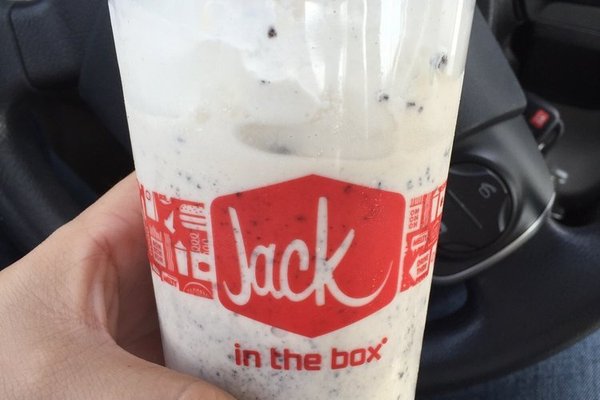 Jack
in the box